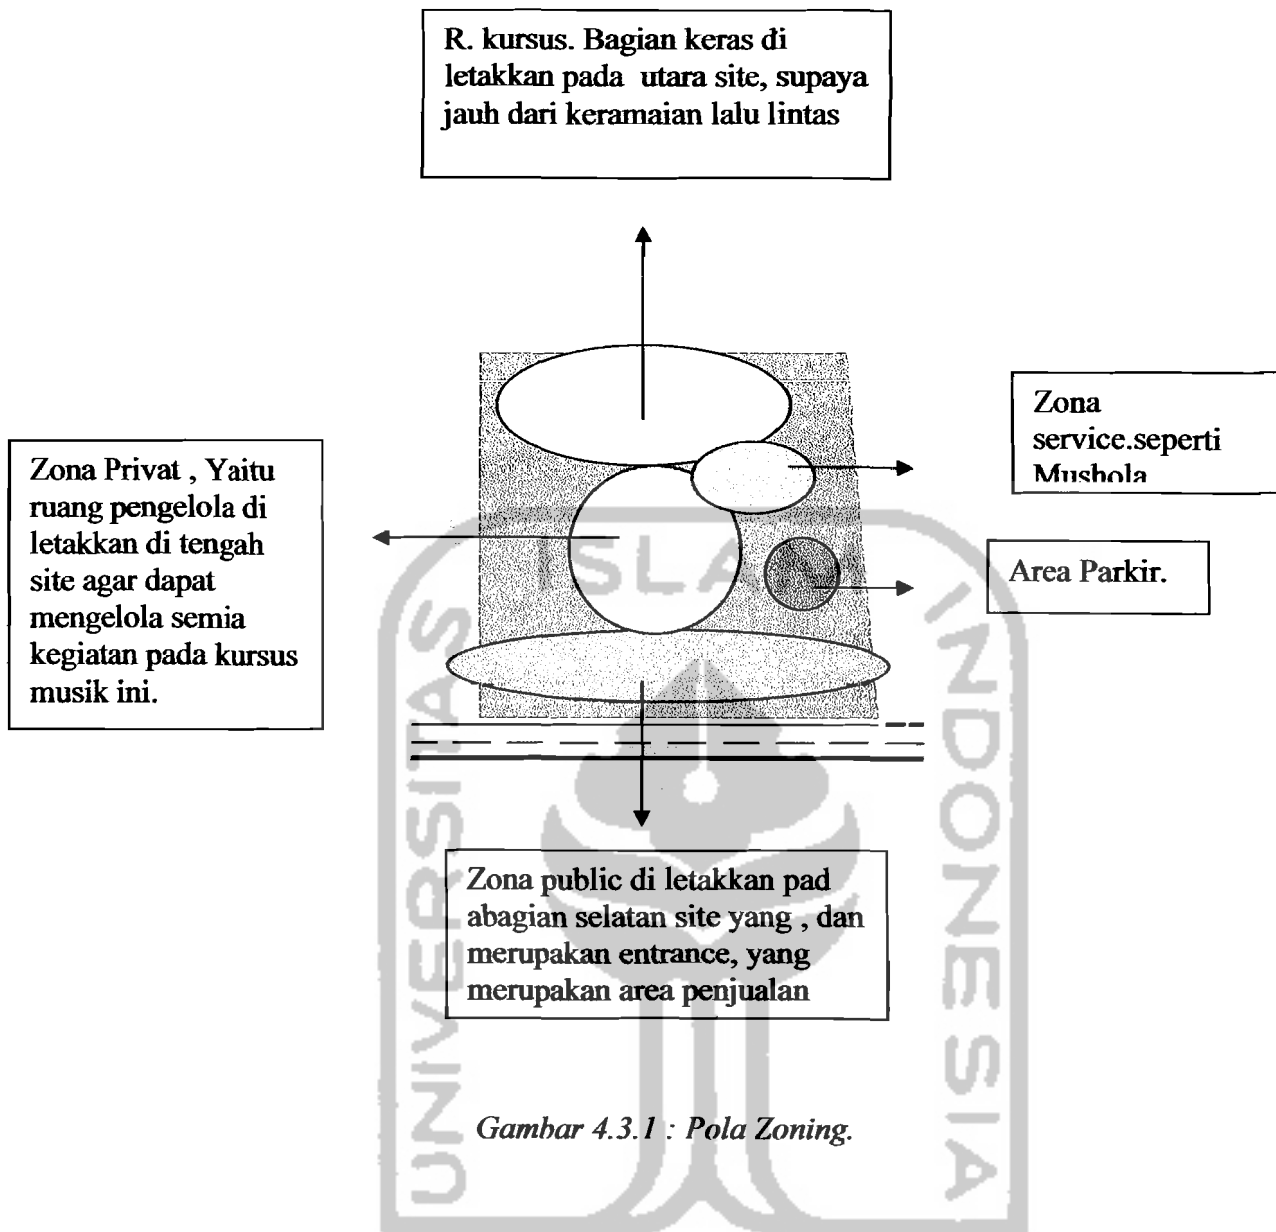 R. kursus. Bagian keras di
letakkan pada utara site, supaya
jauh dari keramaian lalu lintas
Zona
service.seperti
Mushola
Zona Privat , Yaitu
ruang pengelola di
letakkan di tengah
site agar dapat
mengelola semia
kegiatan pada kursus
musik ini.
Area Parkir.
Zona public di letakkan pad
abagian selatan site yang , dan
merupakan entrance, yang
merupakan area penjualan
Gambar 4.3.1 : Pola Zoning.
UNIVERSITAS
ISLAM
INDONESIA